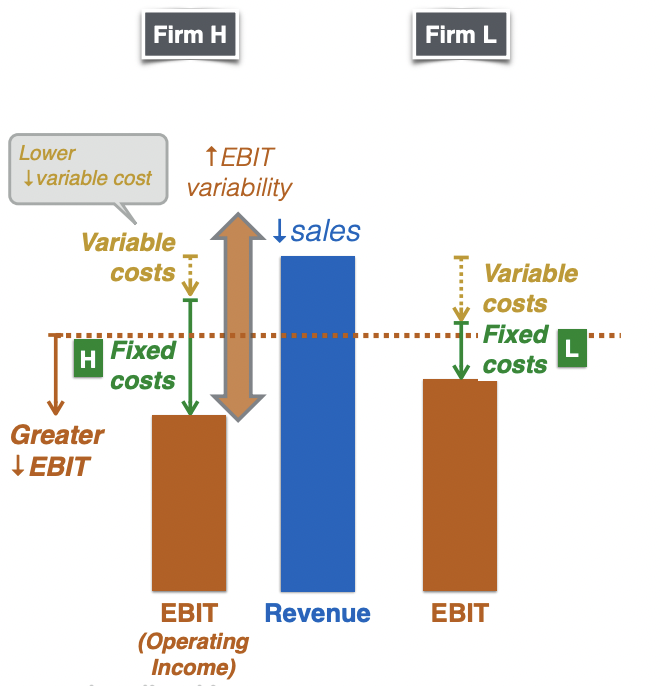 Firm H
Firm L
Lower
↓variable cost
↑EBIT
variability
↓sales
Variable
costs
Variable
costs
H
Fixed
costs
Fixed
costs
L
Greater
↓EBIT
EBIT
(Operating
Income)
Revenue
EBIT